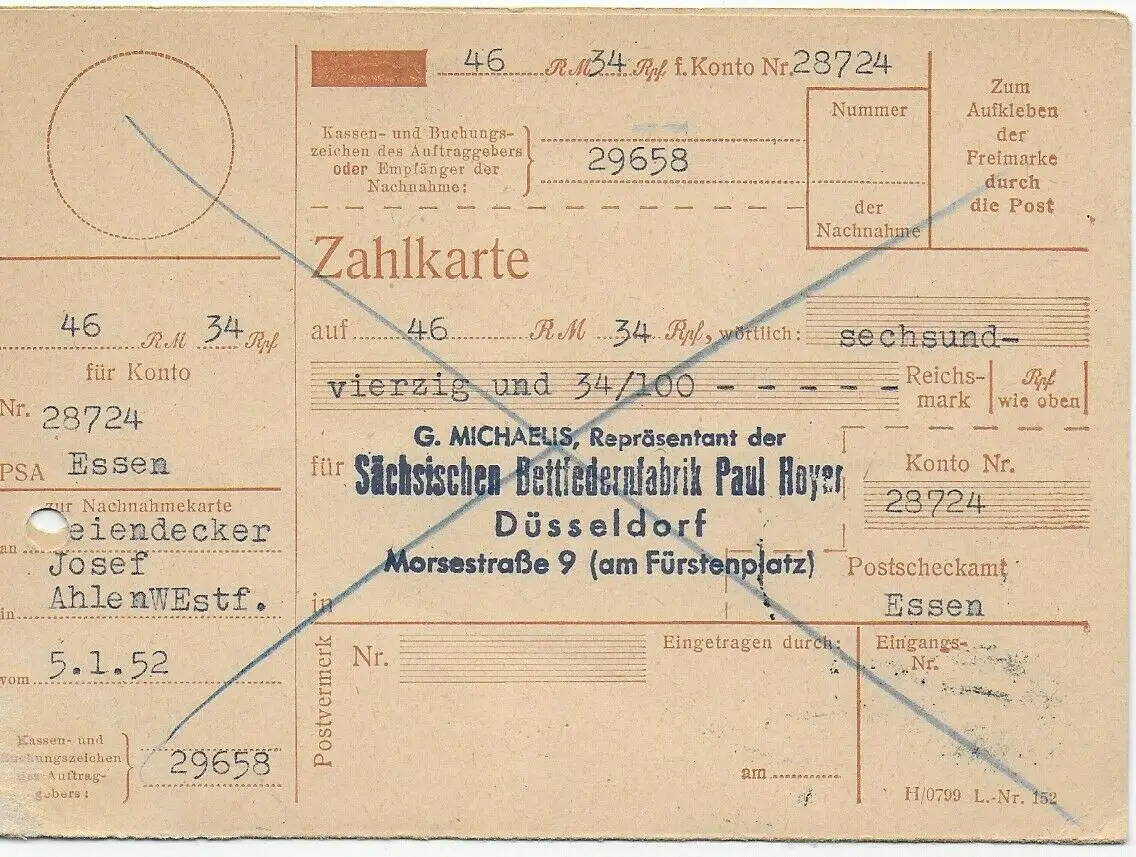 46 RM 34 Rpf
für Konto
Nr. 28724
PSA Essen
zur Nachnahmekarte
an eiendecker
Josef
in AhlenWEstf.
vom 5.1.52
Kassen- und
Buchungszeichen
des Auftrag-
gebers:
29658
46 RM 34 Rpf. f. Konto Nr. 28724
Kassen- und Buchungs-
zeichen des Auftraggebers
oder Empfänger der
Nachnahme:
29658
Nummer
der
Nachnahme
Zum
Aufkleben
der
Freimarke
durch
die Post
Zahlkarte
auf 46 RM 34 Rpf, wörtlich: sechsund-
vierzig und 34/100 - - - - - -
Reichs-
mark
Rpf
wie oben
für
G. MICHAELIS, Repräsentant der
Sächsischen Bettfedernfabrik Paul Hoyer
Düsseldorf
Morsestraße 9 (am Fürstenplatz)
in
Konto Nr.
28724
Postscheckamt
Essen
Postvermerk
Nr.
Eingetragen durch:
am
Eingangs-
Nr.
H/0799 L.-Nr. 152